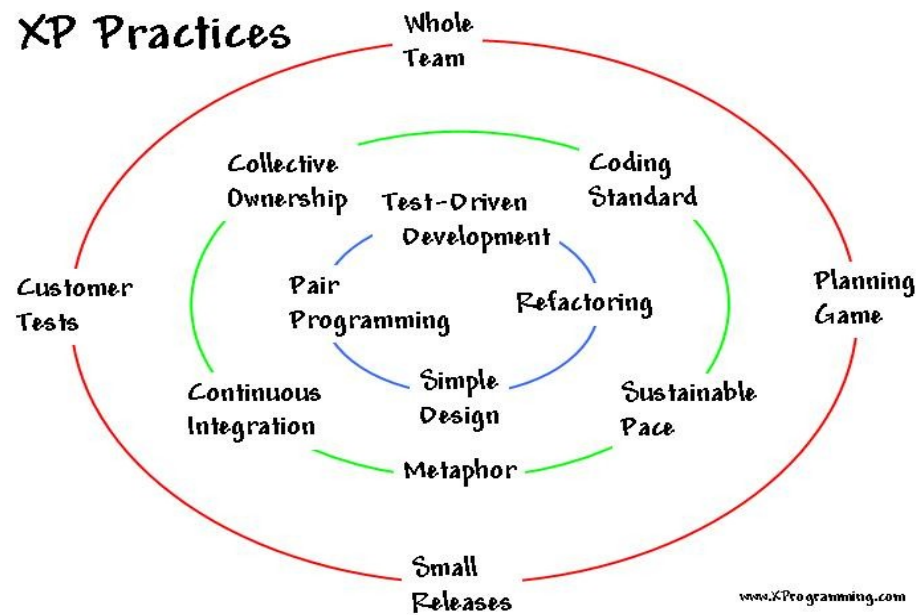 XP Practices
Whole
Team
Collective
Ownership
Coding
Standard
Test-Driven
Development
Customer
Tests
Pair
Programming
Refactoring
Planning
Game
Continuous
Integration
Simple
Design
Sustainable
Pace
Metaphor
Small
Releases
www.XProgramming.com